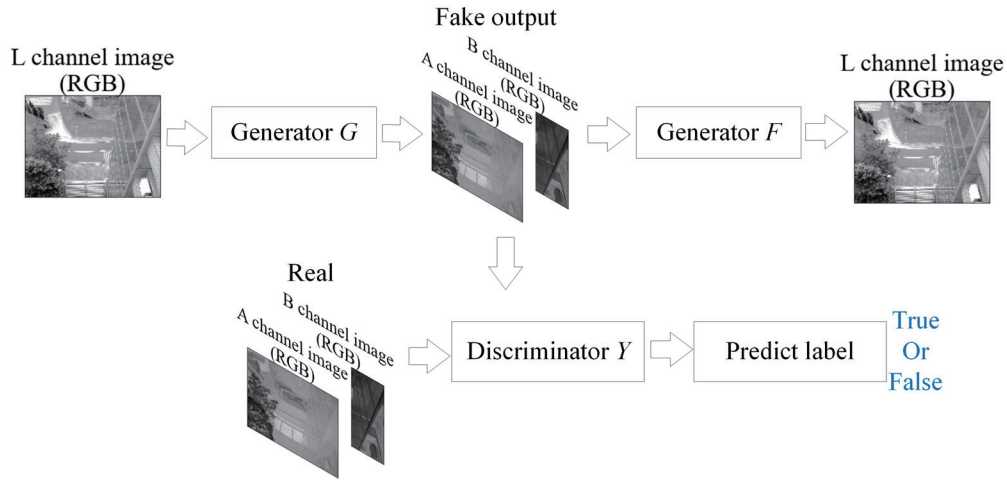 Fake output
L channel image
(RGB)
Generator G
A channel image
(RGB)
B channel image
(RGB)
Generator F
L channel image
(RGB)
Real
A channel image
(RGB)
B channel image
(RGB)
Discriminator Y
Predict label
True
Or
False